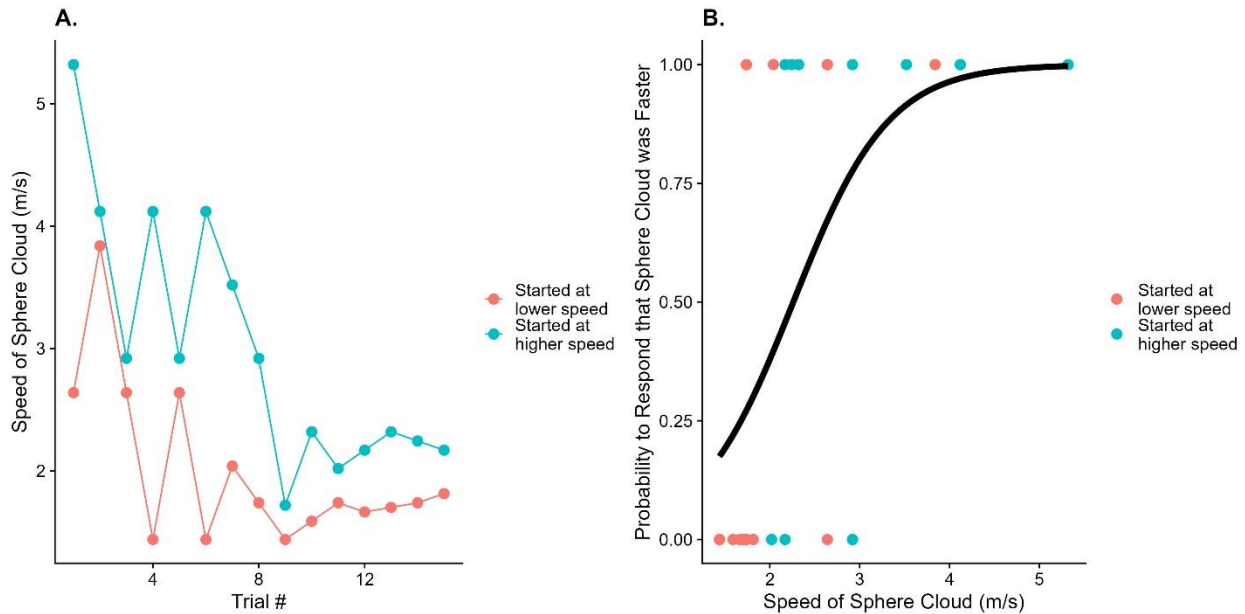 A.
Speed of Sphere Cloud (m/s)
5
4
3
2
4
8
12
Trial #
Started at
lower speed
Started at
higher speed
B.
Probability to Respond that Sphere Cloud was Faster
1.00
0.75
0.50
0.25
0.00
2
3
4
5
Speed of Sphere Cloud (m/s)
Started at
lower speed
Started at
higher speed